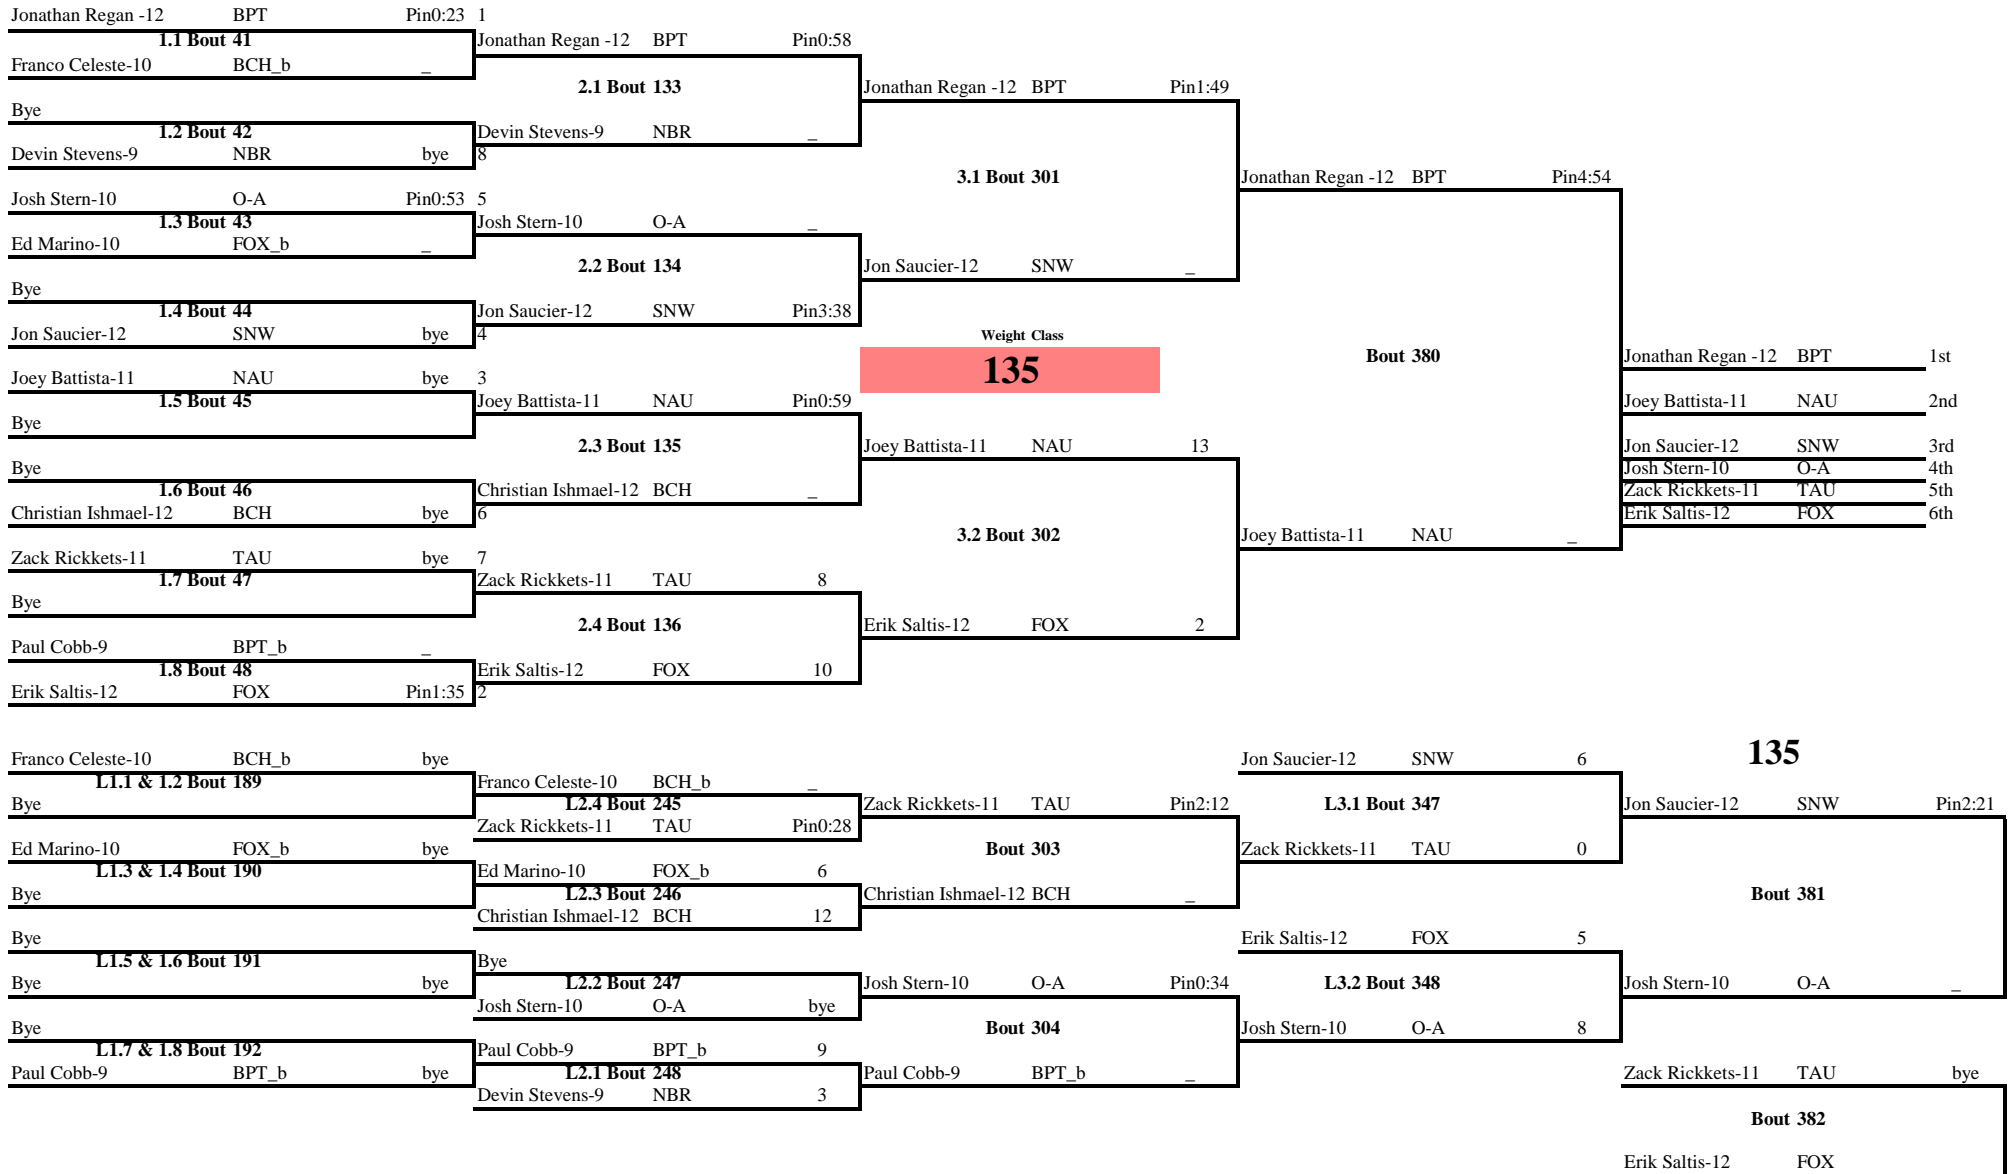 Jonathan Regan -12 BPT Pin0:23 1
1.1 Bout 41
Franco Celeste-10 BCH_b _
Bye
1.2 Bout 42
Devin Stevens-9 NBR bye 8
Josh Stern-10 O-A Pin0:53 5
1.3 Bout 43
Ed Marino-10 FOX_b _
Bye
1.4 Bout 44
Jon Saucier-12 SNW bye 4
Joey Battista-11 NAU bye 3
1.5 Bout 45
Bye
Bye
1.6 Bout 46
Christian Ishmael-12 BCH bye 6
Zack Rickkets-11 TAU bye 7
1.7 Bout 47
Bye
Paul Cobb-9 BPT_b _
1.8 Bout 48
Erik Saltis-12 FOX Pin1:35 2
Jonathan Regan -12 BPT Pin0:58
2.1 Bout 133
Devin Stevens-9 NBR _
Josh Stern-10 O-A _
2.2 Bout 134
Jon Saucier-12 SNW Pin3:38
Joey Battista-11 NAU Pin0:59
2.3 Bout 135
Christian Ishmael-12 BCH _
Zack Rickkets-11 TAU 8
2.4 Bout 136
Erik Saltis-12 FOX 10
Jonathan Regan -12 BPT Pin1:49
3.1 Bout 301
Jon Saucier-12 SNW _
Weight Class
135
Joey Battista-11 NAU 13
3.2 Bout 302
Erik Saltis-12 FOX 2
Jonathan Regan -12 BPT Pin4:54
Bout 380
Joey Battista-11 NAU _
Jonathan Regan -12 BPT 1st
Joey Battista-11 NAU 2nd
Jon Saucier-12 SNW 3rd
Josh Stern-10 O-A 4th
Zack Rickkets-11 TAU 5th
Erik Saltis-12 FOX 6th
Franco Celeste-10 BCH_b bye
L1.1 & 1.2 Bout 189
Bye
Ed Marino-10 FOX_b bye
L1.3 & 1.4 Bout 190
Bye
Bye
L1.5 & 1.6 Bout 191
Bye bye
Bye
L1.7 & 1.8 Bout 192
Paul Cobb-9 BPT_b bye
Franco Celeste-10 BCH_b _
L2.4 Bout 245
Zack Rickkets-11 TAU Pin0:28
Ed Marino-10 FOX_b 6
L2.3 Bout 246
Christian Ishmael-12 BCH 12
Bye
L2.2 Bout 247
Josh Stern-10 O-A bye
Paul Cobb-9 BPT_b 9
L2.1 Bout 248
Devin Stevens-9 NBR 3
Zack Rickkets-11 TAU Pin2:12
Bout 303
Christian Ishmael-12 BCH _
Josh Stern-10 O-A Pin0:34
Bout 304
Paul Cobb-9 BPT_b _
Jon Saucier-12 SNW 6
L3.1 Bout 347
Zack Rickkets-11 TAU 0
Erik Saltis-12 FOX 5
L3.2 Bout 348
Josh Stern-10 O-A 8
135
Jon Saucier-12 SNW Pin2:21
Bout 381
Josh Stern-10 O-A _
Zack Rickkets-11 TAU bye
Bout 382
Erik Saltis-12 FOX